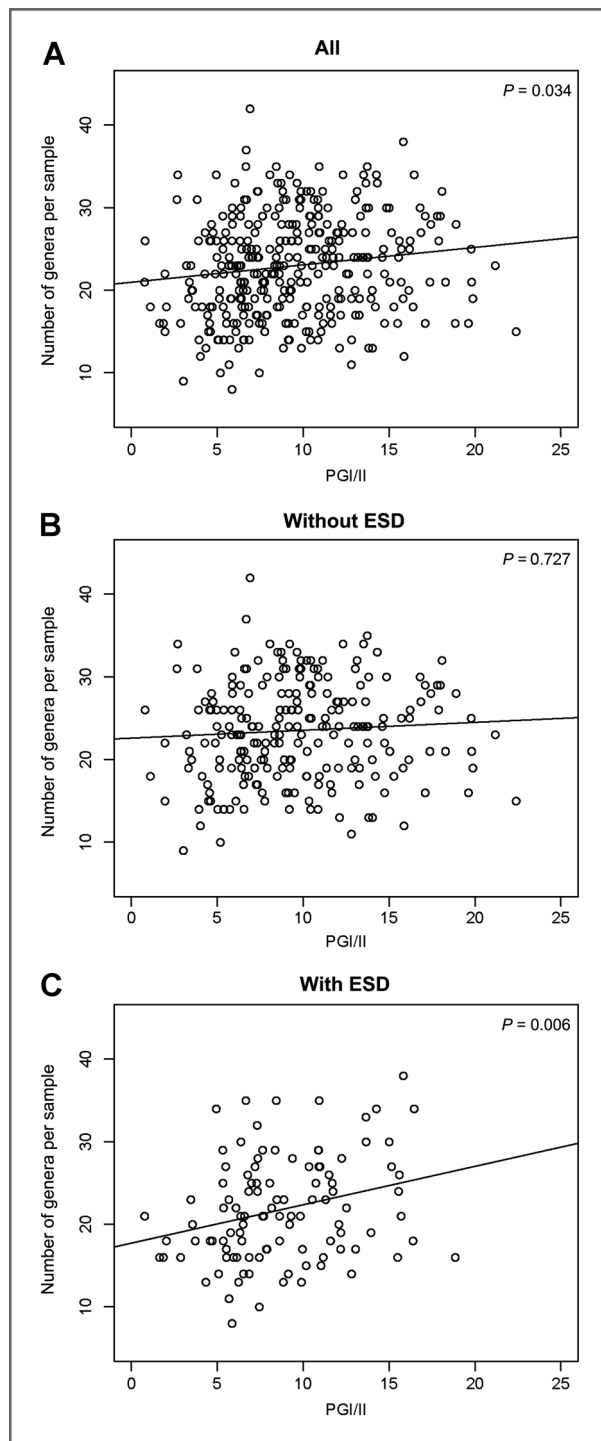 A
All
P = 0.034
Number of genera per sample
40
30
20
10
0 5 10 15 20 25
PGI/II
B
Without ESD
P = 0.727
Number of genera per sample
40
30
20
10
0 5 10 15 20 25
PGI/II
C
With ESD
P = 0.006
Number of genera per sample
40
30
20
10
0 5 10 15 20 25
PGI/II